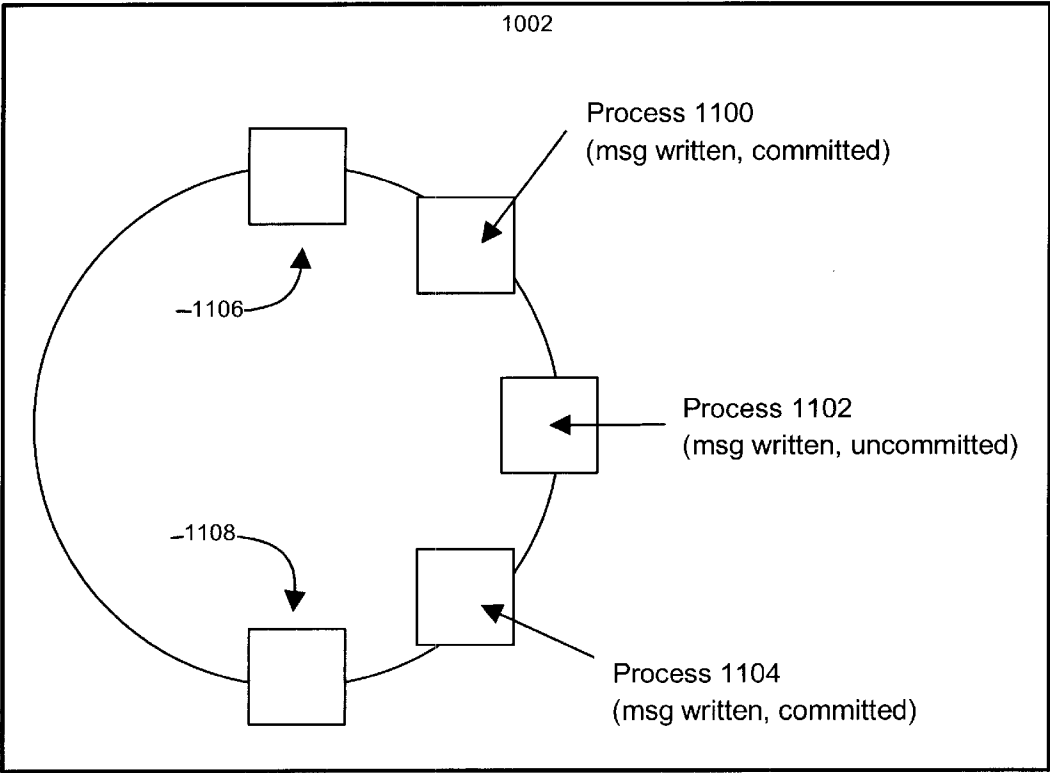 1002
Process 1100
(msg written, committed)
1106
Process 1102
(msg written, uncommitted)
1108
Process 1104
(msg written, committed)